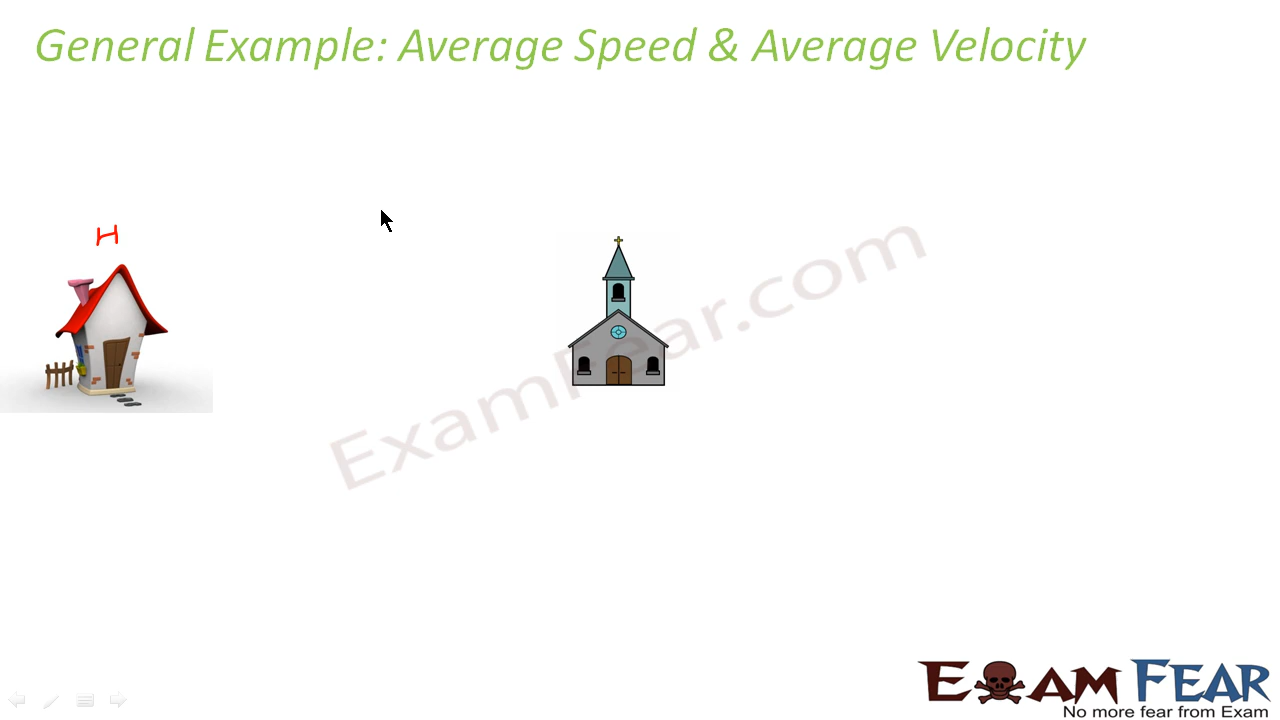 General Example: Average Speed & Average Velocity
H
ExamFear.com
EXAM FEAR
No more fear from Exam